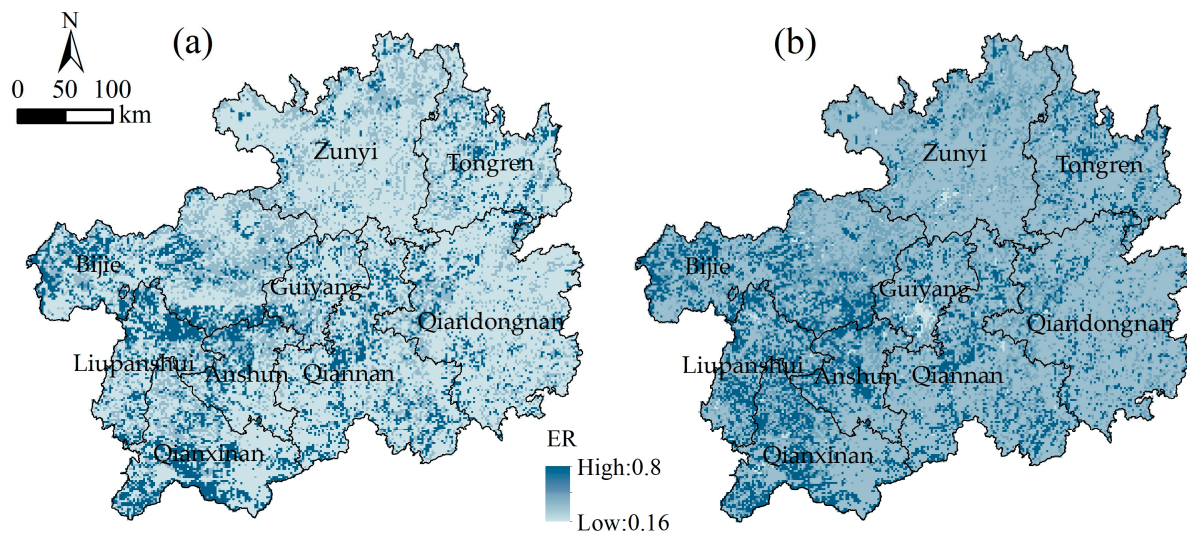 N
0 50 100
km
(a)
Zunyi
Tongren
Bijie
Guiyang
Qiandongnan
Liupanshui
Anshun
Qiannan
Qianxinan
ER
High:0.8
Low:0.16
(b)
Zunyi
Tongren
Bijie
Guiyang
Qiandongnan
Liupanshui
Anshun
Qiannan
Qianxinan